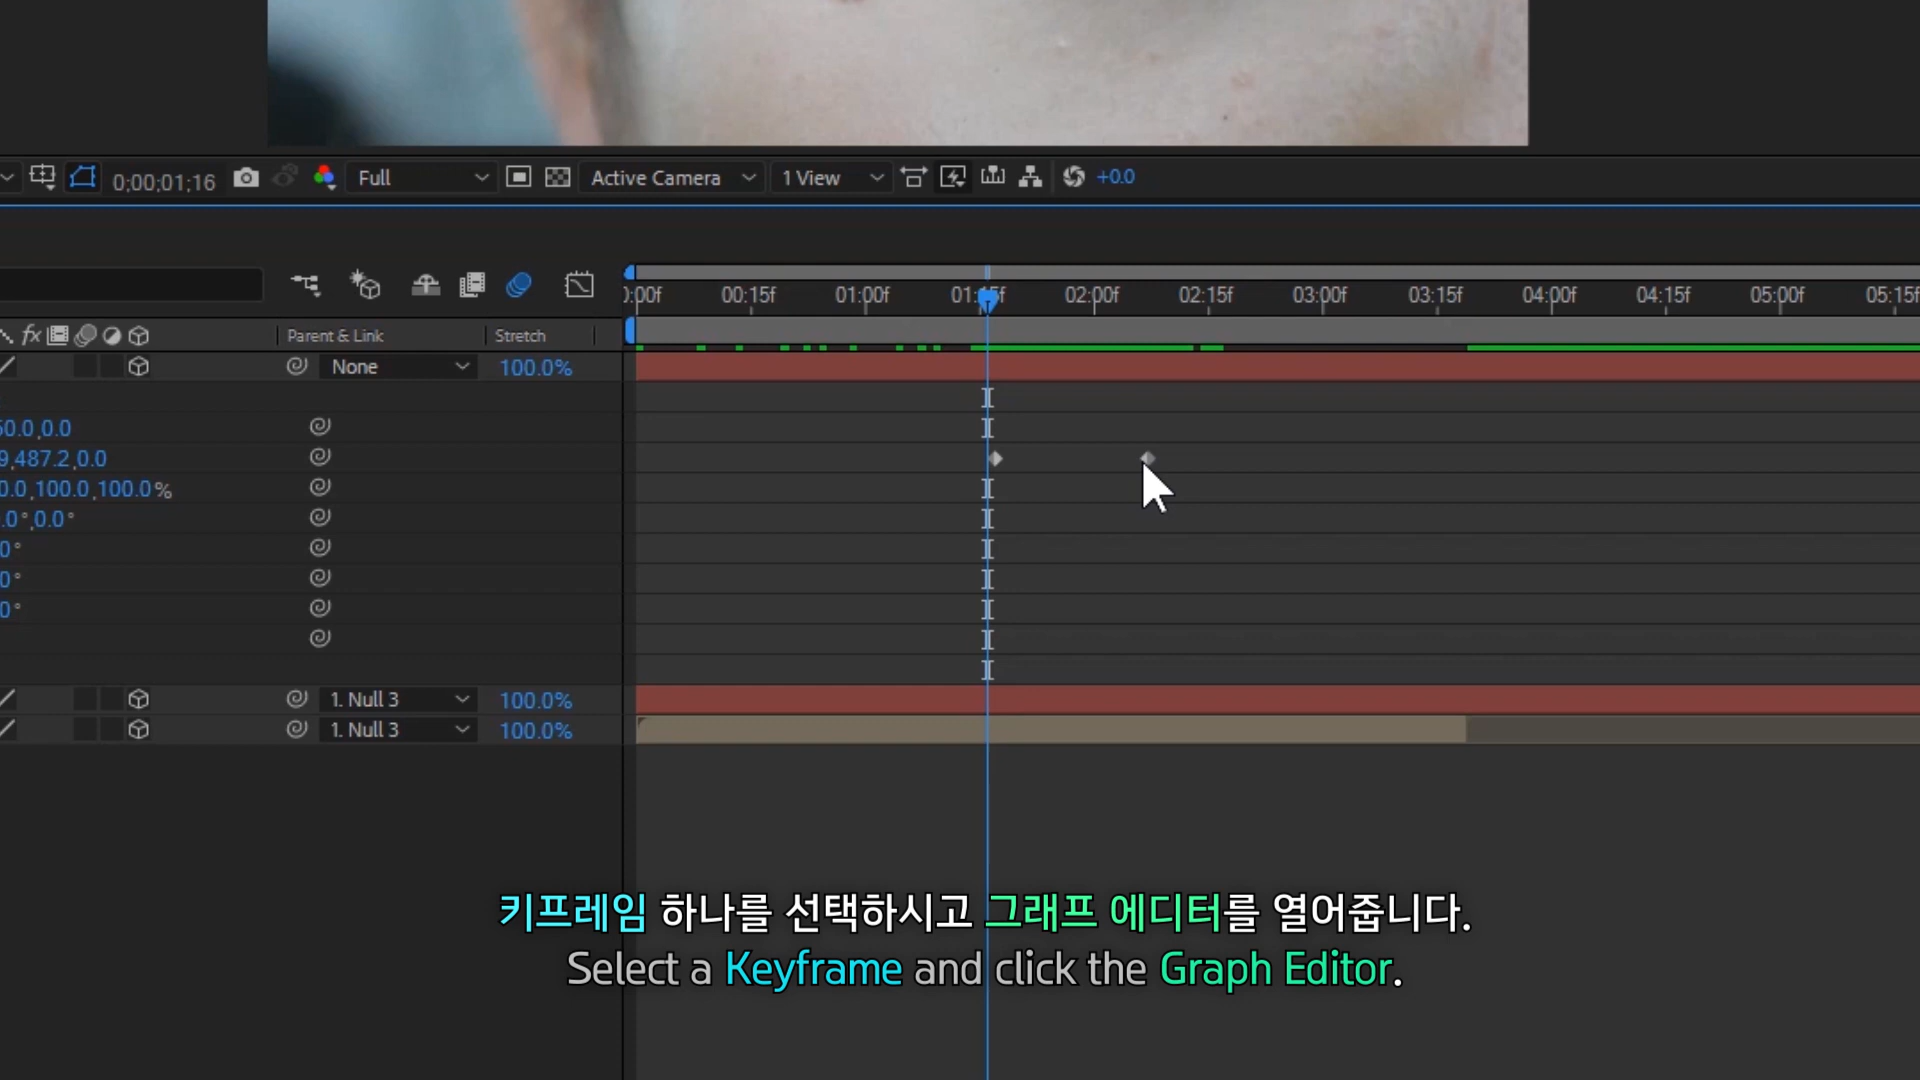 0;00;01;16 Full Active Camera 1 View +0.0
00:15f 01:00f 02:00f 02:15f 03:00f 03:15f 04:00f 04:15f 05:00f 05:15f
fx Parent & Link Stretch
None 100.0%
50.0,0.0
9,487.2,0.0
0.0,100.0,100.0%
.0°,0.0°
0°
0°
0°
1. Null 3 100.0%
1. Null 3 100.0%
키프레임 하나를 선택하시고 그래프 에디터를 열어줍니다.
Select a Keyframe and click the Graph Editor.